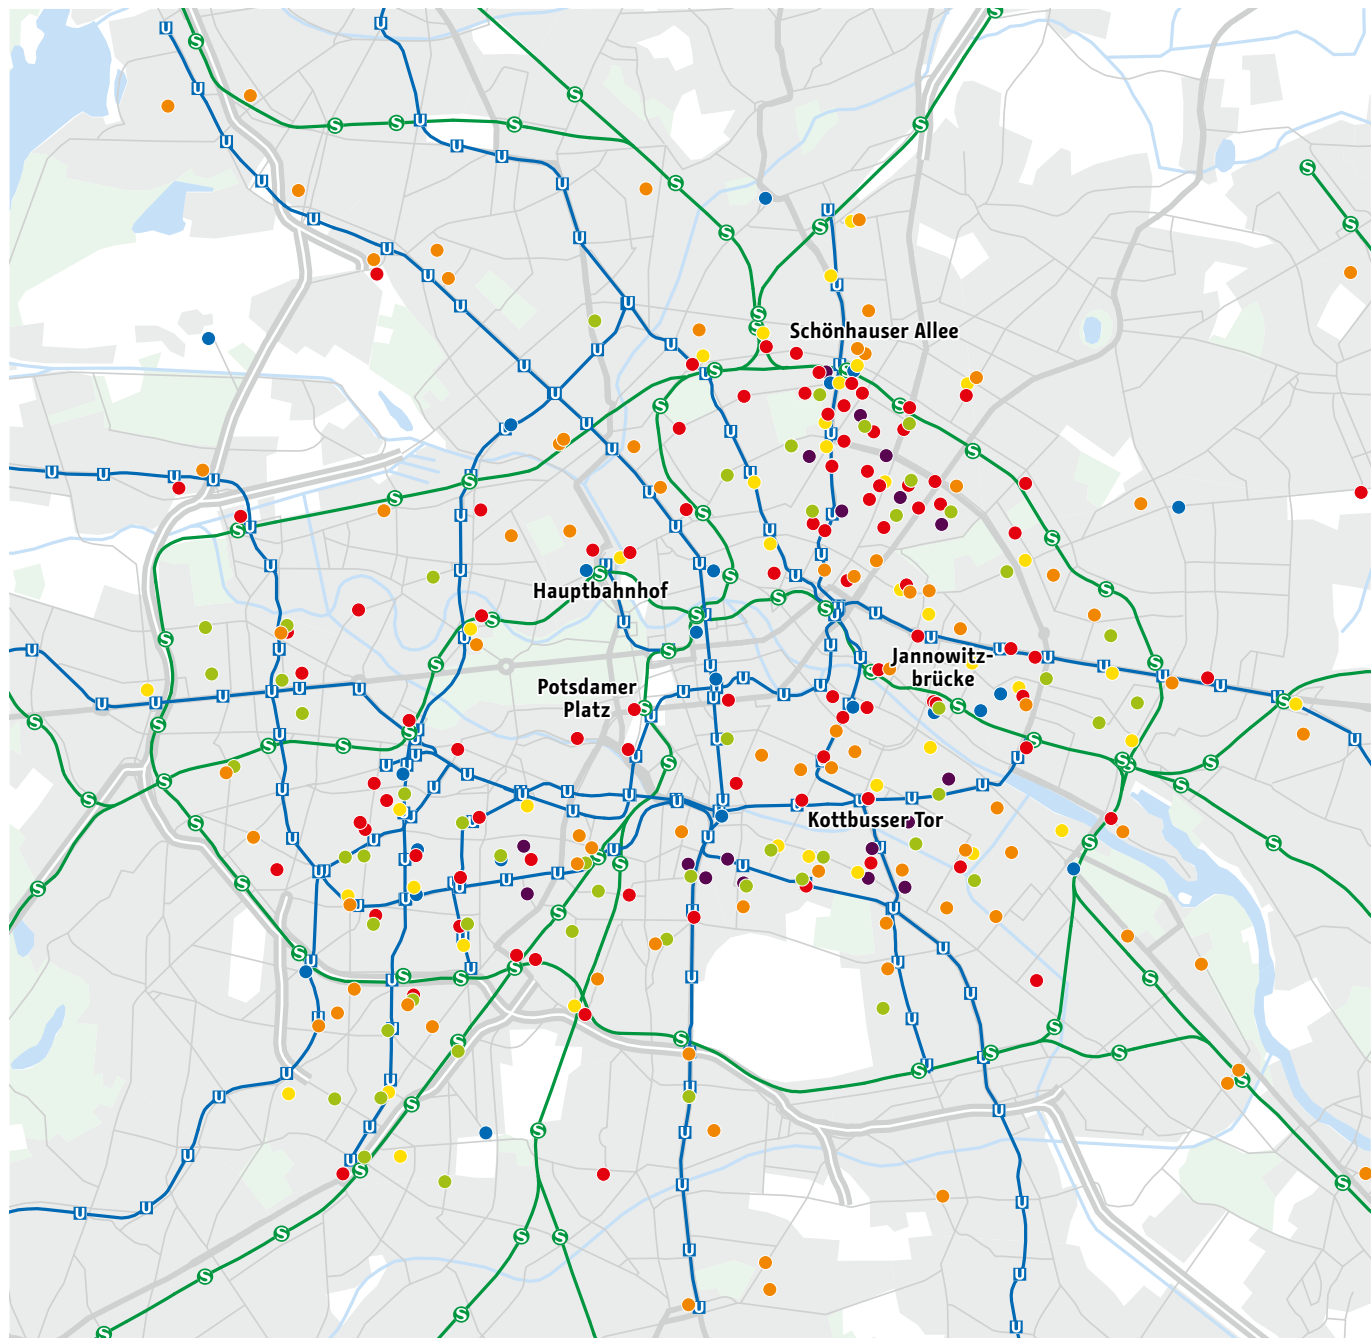 Schönhauser Allee
Hauptbahnhof
Jannowitz-
brücke
Potsdamer
Platz
Kottbusser Tor